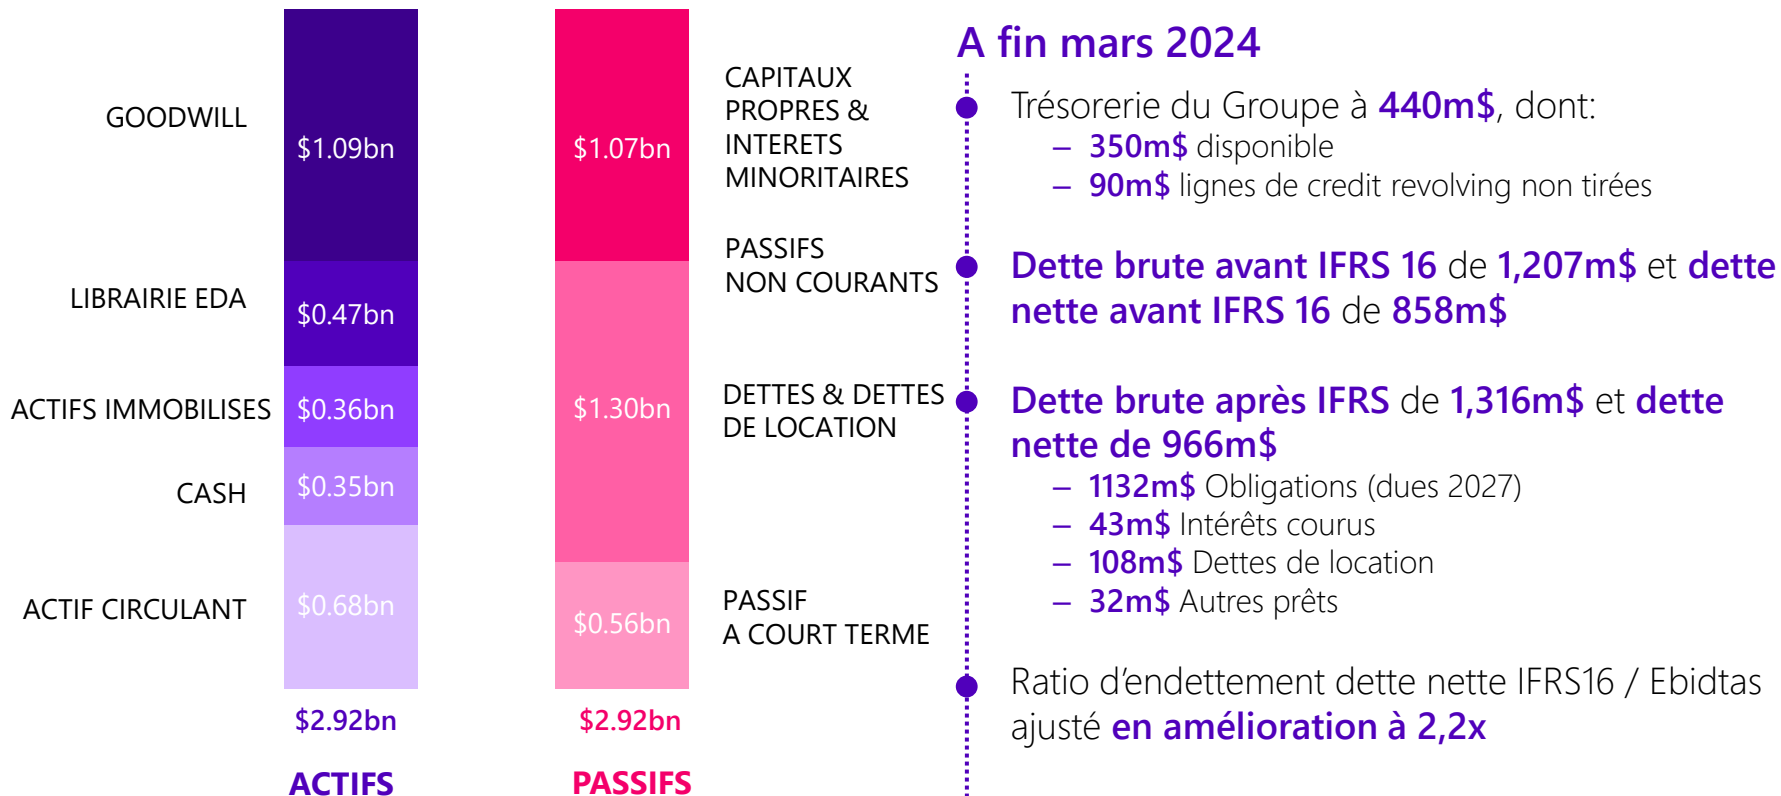 GOODWILL
$1.09bn
LIBRAIRIE EDA
$0.47bn
ACTIFS IMMOBILISES
$0.36bn
CASH
$0.35bn
ACTIF CIRCULANT
$0.68bn
$2.92bn
ACTIFS
$1.07bn
CAPITAUX
PROPRES &
INTERETS
MINORITAIRES
PASSIFS
NON COURANTS
$1.30bn
DETTES & DETTES
DE LOCATION
$0.56bn
PASSIF
A COURT TERME
$2.92bn
PASSIFS
A fin mars 2024
Trésorerie du Groupe à 440m$, dont:
– 350m$ disponible
– 90m$ lignes de credit revolving non tirées
Dette brute avant IFRS 16 de 1,207m$ et dette
nette avant IFRS 16 de 858m$
Dette brute après IFRS de 1,316m$ et dette
nette de 966m$
– 1132m$ Obligations (dues 2027)
– 43m$ Intérêts courus
– 108m$ Dettes de location
– 32m$ Autres prêts
Ratio d’endettement dette nette IFRS16 / Ebidtas
ajusté en amélioration à 2,2x